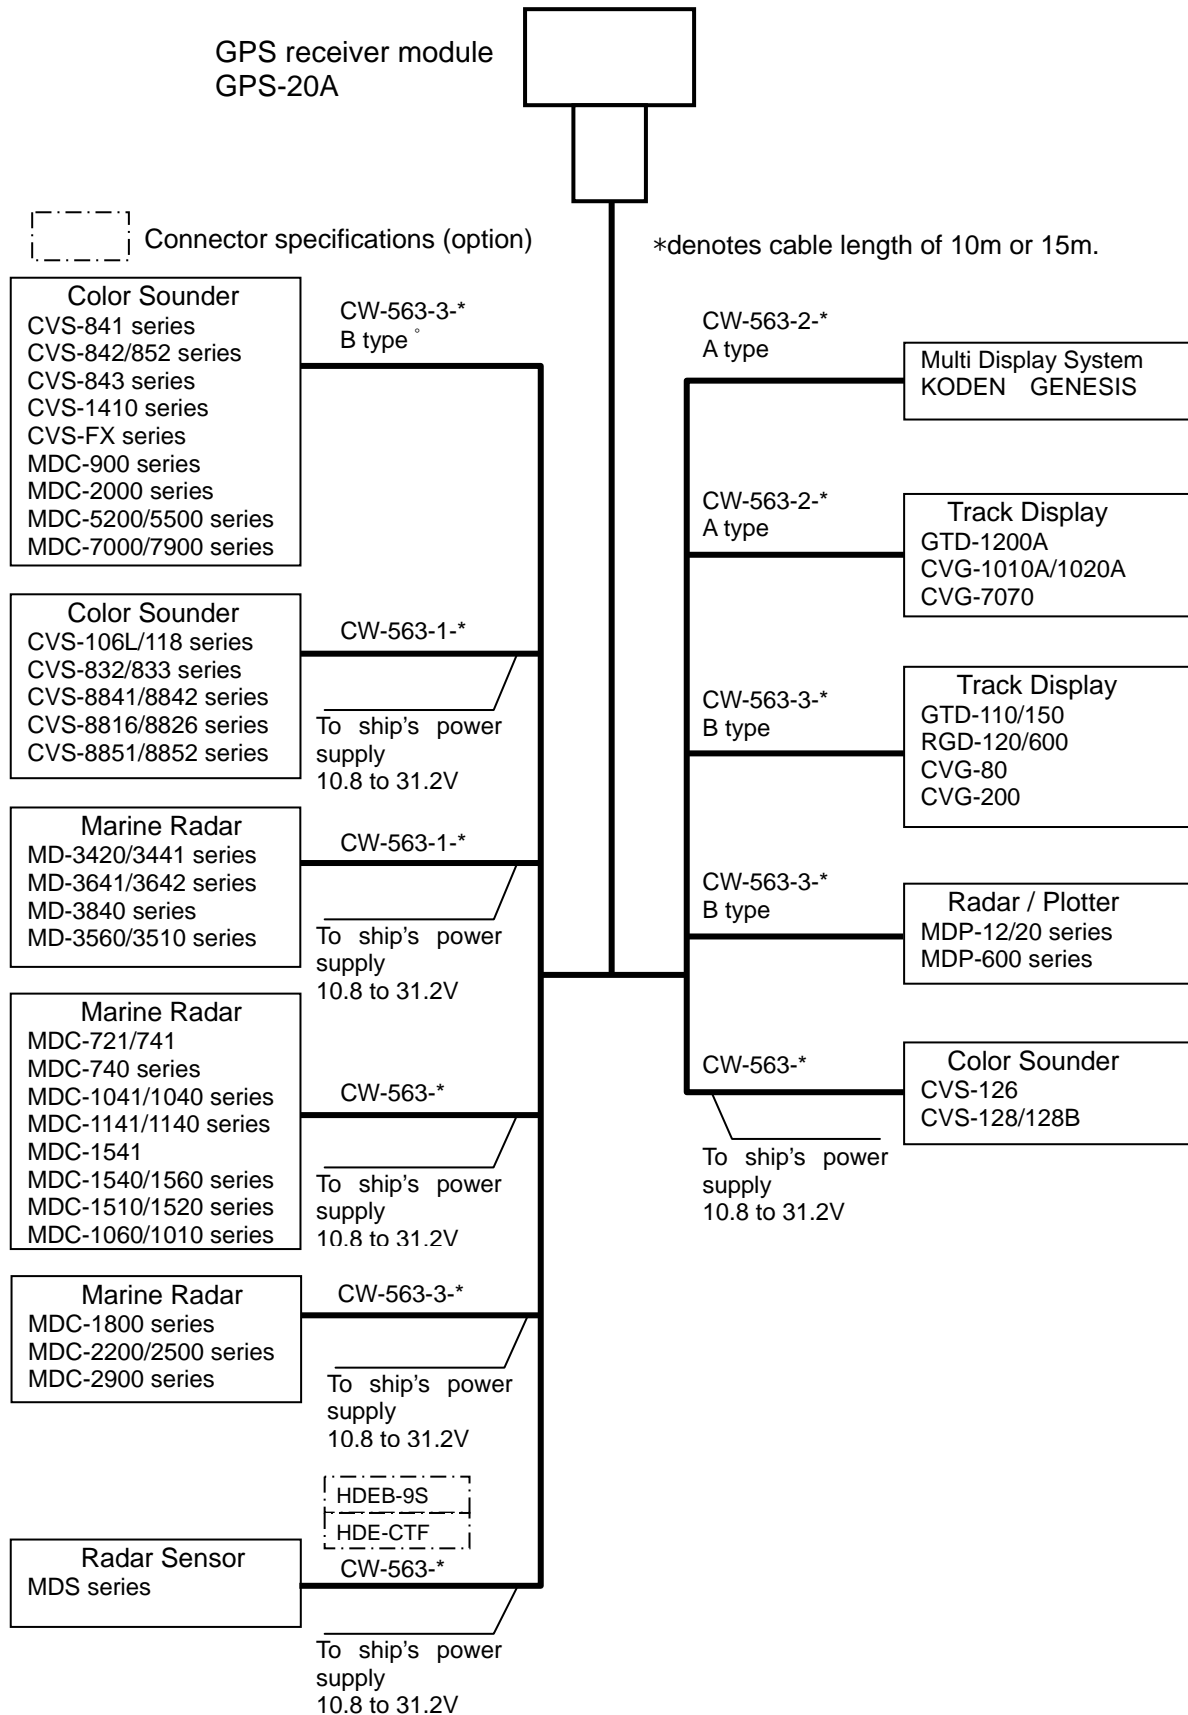 GPS receiver module
GPS-20A
Connector specifications (option)
*denotes cable length of 10m or 15m.
Color Sounder
CVS-841 series
CVS-842/852 series
CVS-843 series
CVS-1410 series
CVS-FX series
MDC-900 series
MDC-2000 series
MDC-5200/5500 series
MDC-7000/7900 series
CW-563-3-*
B type °
Color Sounder
CVS-106L/118 series
CVS-832/833 series
CVS-8841/8842 series
CVS-8816/8826 series
CVS-8851/8852 series
CW-563-1-*
To ship's power
supply
10.8 to 31.2V
Marine Radar
MD-3420/3441 series
MD-3641/3642 series
MD-3840 series
MD-3560/3510 series
CW-563-1-*
To ship's power
supply
10.8 to 31.2V
Marine Radar
MDC-721/741
MDC-740 series
MDC-1041/1040 series
MDC-1141/1140 series
MDC-1541
MDC-1540/1560 series
MDC-1510/1520 series
MDC-1060/1010 series
CW-563-*
To ship's power
supply
10.8 to 31.2V
Marine Radar
MDC-1800 series
MDC-2200/2500 series
MDC-2900 series
CW-563-3-*
To ship's power
supply
10.8 to 31.2V
HDEB-9S
HDE-CTF
Radar Sensor
MDS series
CW-563-*
To ship's power
supply
10.8 to 31.2V
CW-563-2-*
A type
Multi Display System
KODEN GENESIS
CW-563-2-*
A type
Track Display
GTD-1200A
CVG-1010A/1020A
CVG-7070
CW-563-3-*
B type
Track Display
GTD-110/150
RGD-120/600
CVG-80
CVG-200
CW-563-3-*
B type
Radar / Plotter
MDP-12/20 series
MDP-600 series
CW-563-*
Color Sounder
CVS-126
CVS-128/128B
To ship's power
supply
10.8 to 31.2V